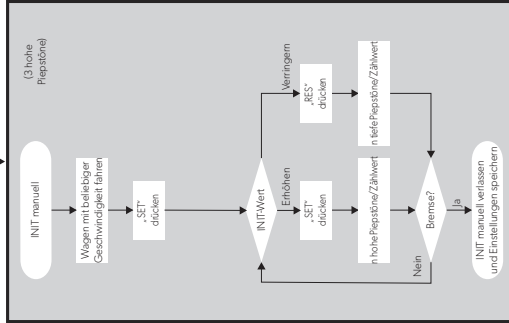 (3 hohe
Piepstöne)
INIT manuell
Wagen mit beliebiger
Geschwindigkeit fahren
„SET“
drücken
INIT-Wert
Erhöhen
Verringern
„SET“
drücken
„RES“
drücken
n hohe Piepstöne/Zählwert
n tiefe Piepstöne/Zählwert
Bremse?
Nein
Ja
INIT manuell verlassen
und Einstellungen speichern